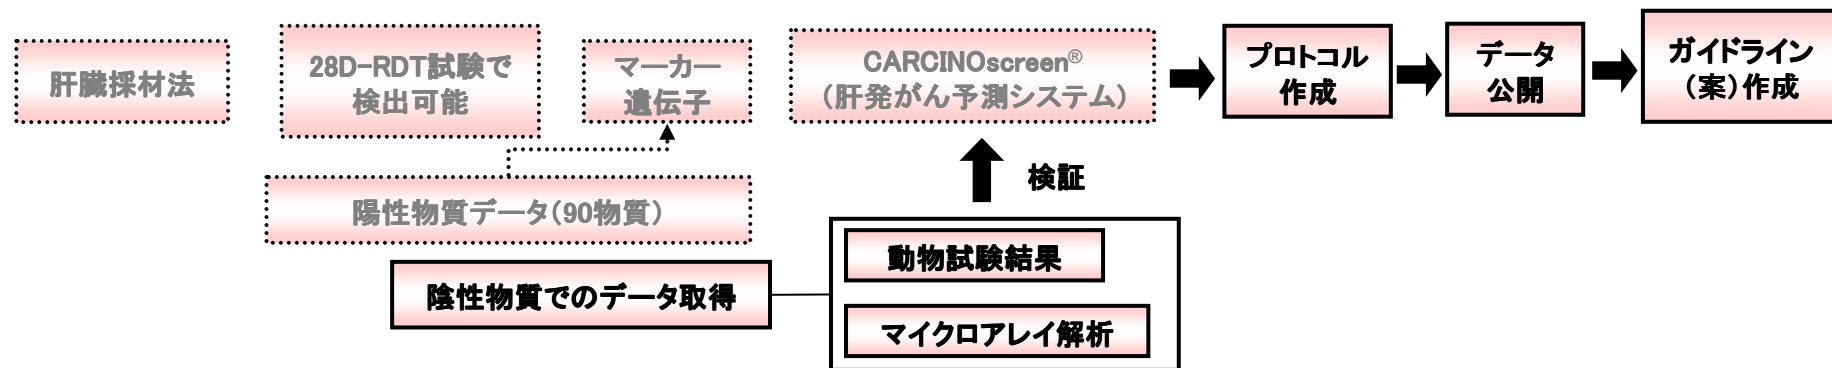 肝臓採材法
28D-RDT試験で
検出可能
マーカー
遺伝子
CARCINOscreen®
（肝発がん予測システム）
プロトコル
作成
データ
公開
ガイドライン
（案）作成
検証
陽性物質データ（90物質）
動物試験結果
陰性物質でのデータ取得
マイクロアレイ解析